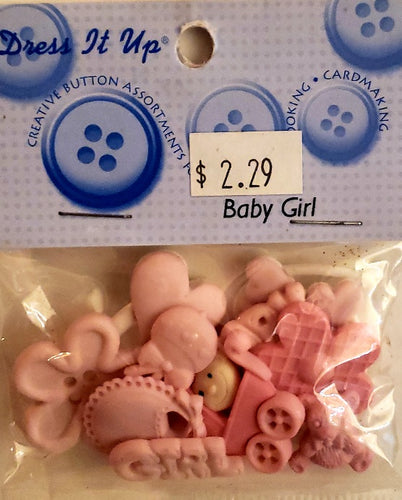 Dress It Up®
CREATIVE BUTTON ASSORTMENTS
OOKING • CARDMAKING
$ 2.29
Baby Girl
GIRL